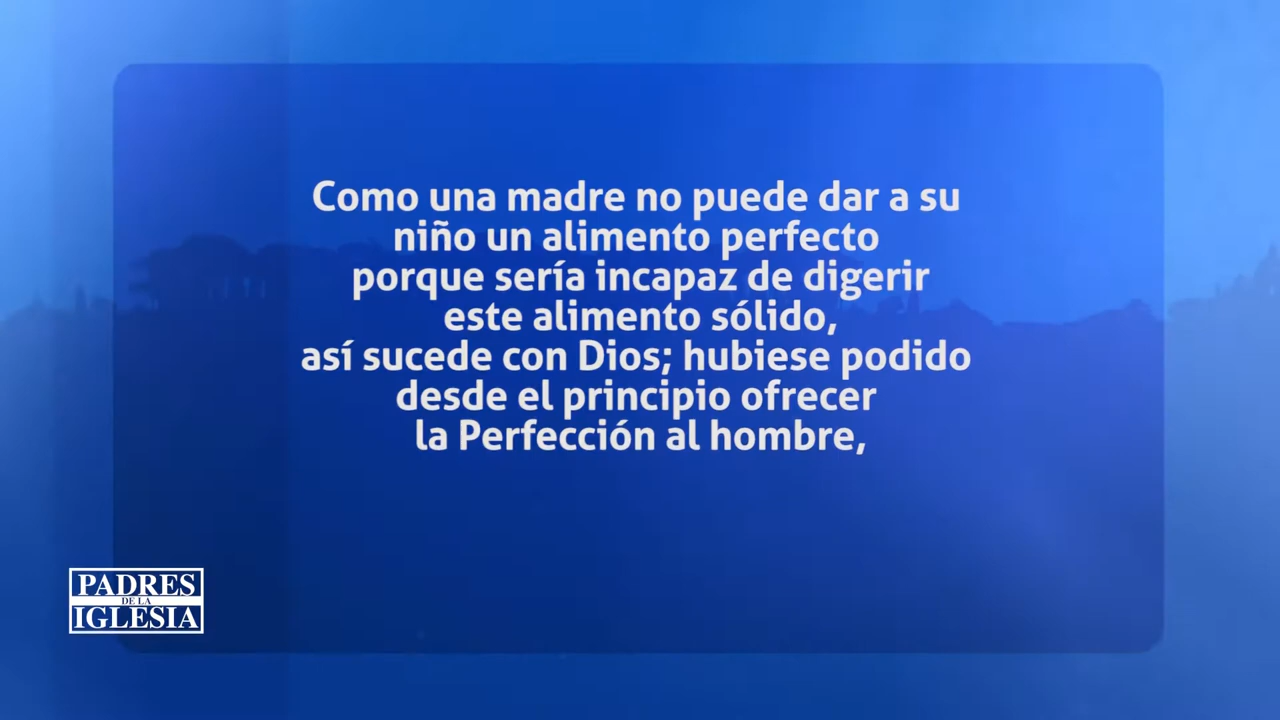 Como una madre no puede dar a su
niño un alimento perfecto
porque sería incapaz de digerir
este alimento sólido,
así sucede con Dios; hubiese podido
desde el principio ofrecer
la Perfección al hombre,
PADRES
DE LA
IGLESIA